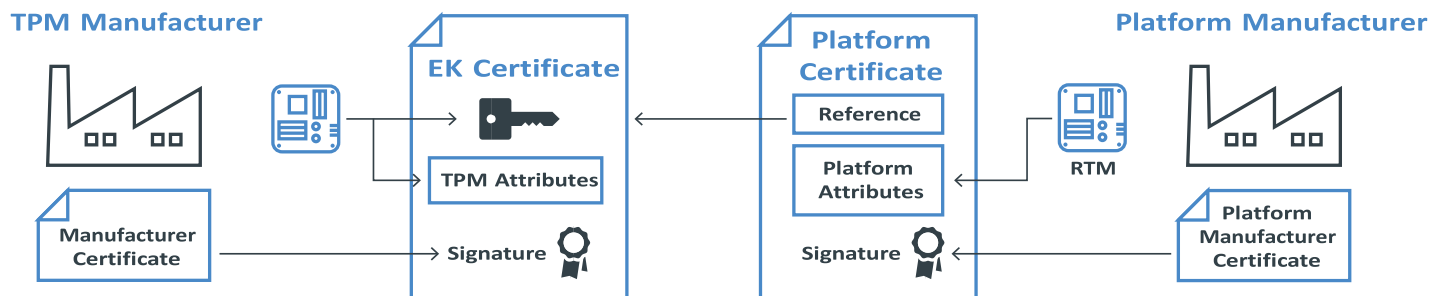 TPM Manufacturer
Manufacturer
Certificate
EK Certificate
TPM Attributes
Signature
Platform
Certificate
Reference
Platform
Attributes
Signature
Platform Manufacturer
RTM
Platform
Manufacturer
Certificate